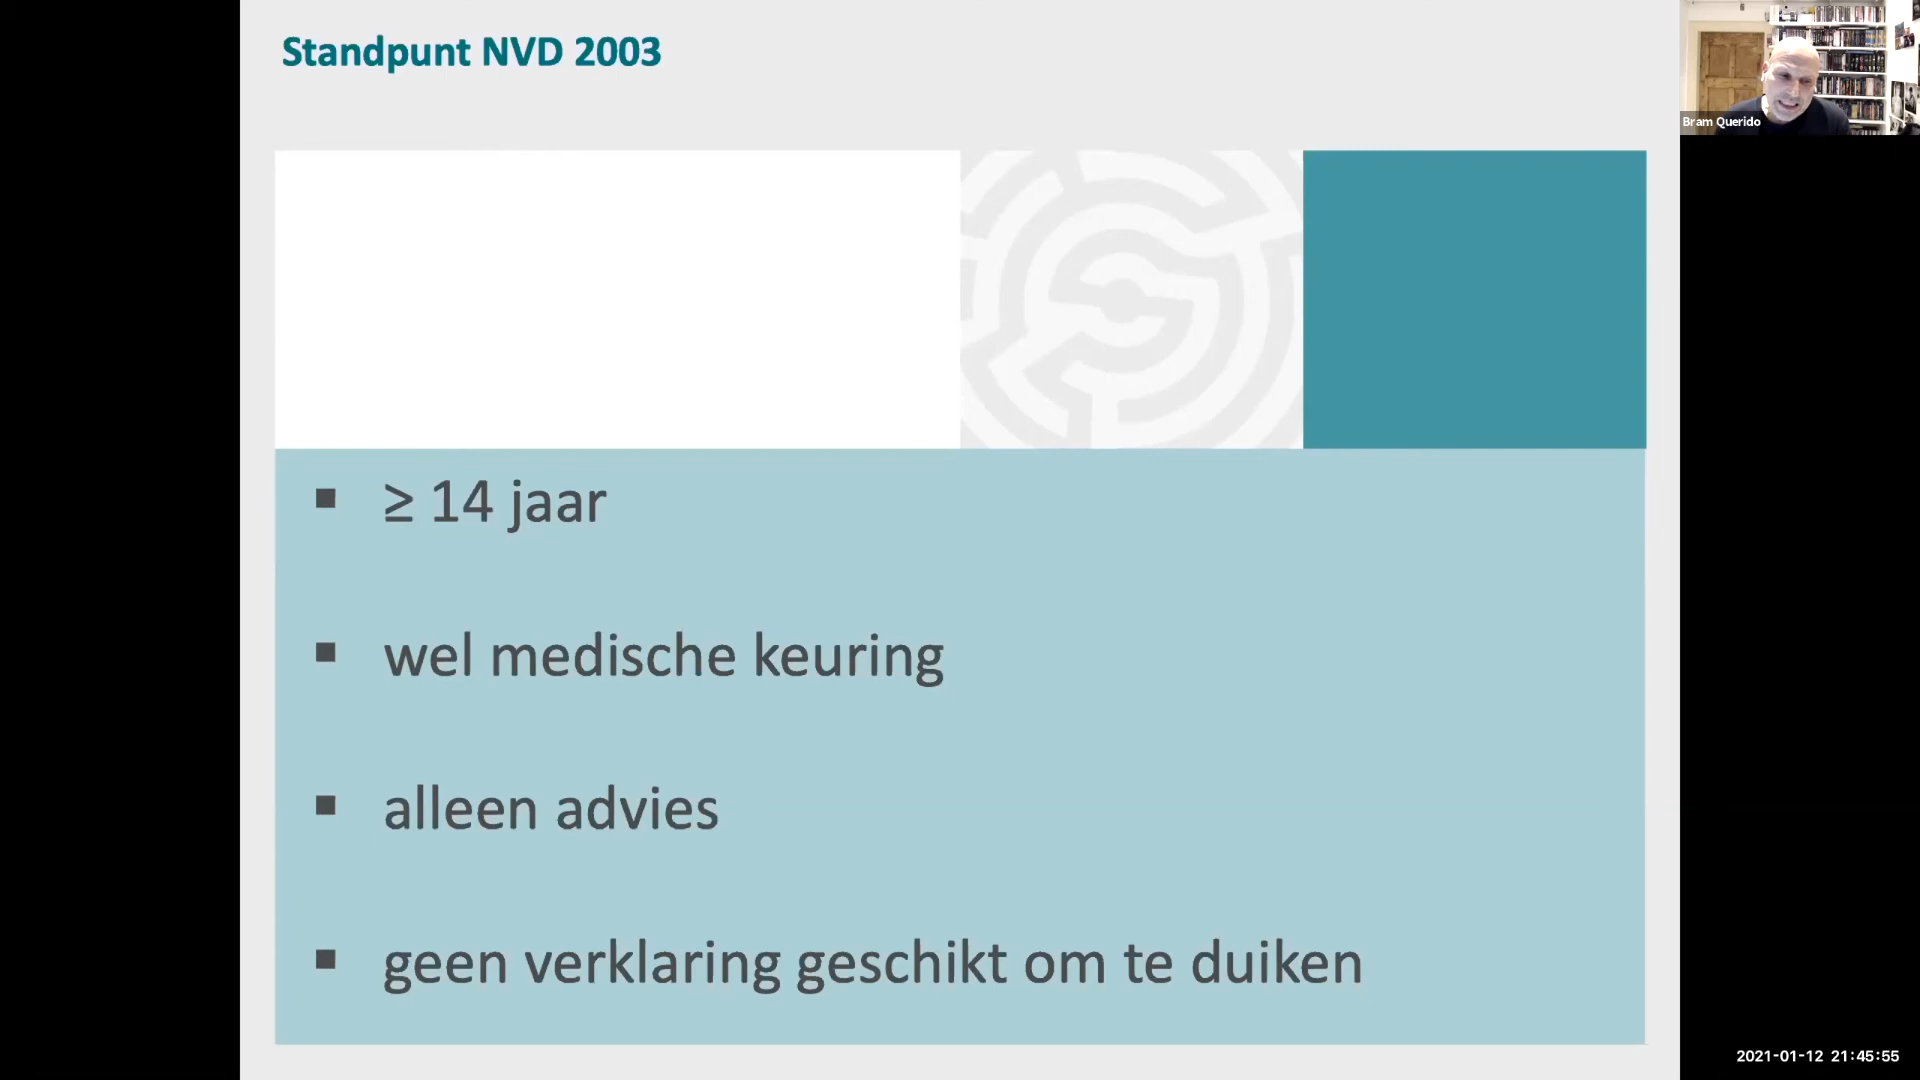 Standpunt NVD 2003
Bram Querido
≥ 14 jaar
wel medische keuring
alleen advies
geen verklaring geschikt om te duiken
2021-01-12 21:45:55